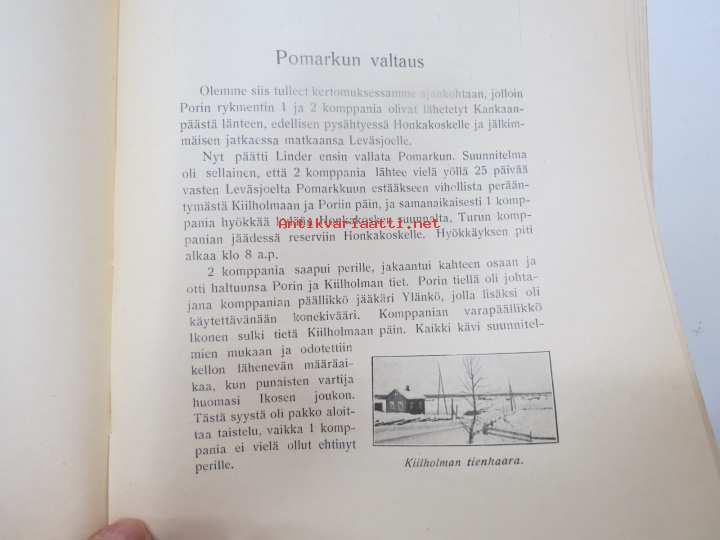 Pomarkun valtaus
Olemme siis tulleet kertomuksessamme ajankohtaan, jolloin
Porin rykmentin 1 ja 2 komppania olivat lähetetyt Kankaan-
päästä länteen, edellisen pysähtyessä Honkakoskelle ja jälkim-
mäisen jatkaessa matkaansa Leväsjoelle.
Nyt päätti Linder ensin vallata Pomarkun. Suunnitelma
oli sellainen, että 2 komppania lähtee vielä yöllä 25 päivää
vasten Leväsjoelta Pomarkkuun estääkseen vihollista perään-
tymästä Kiilholmaan ja Poriin päin, ja samanaikaisesti 1 komp-
pania hyökkää Honkakosken suunnalta, Turun komp-
Antikvariaatti.net
panian jäädessä reserviin Honkakoskelle. Hyökkäyksen piti
alkaa klo 8 a.p.
2 komppania saapui perille, jakaantui kahteen osaan ja
otti haltuunsa Porin ja Kiilholman tiet. Porin tiellä oli johta-
jana komppanian päällikkö jääkäri Ylänkö, jolla lisäksi oli
käytettävänään konekivääri. Komppanian varapäällikkö
Ikonen sulki tietä Kiilholmaan päin. Kaikki kävi suunnitel-
mien mukaan ja odotettiin
kellon lähenevän määräai-
kaa, kun punaisten vartija
huomasi Ikosen joukon.
Tästä syystä oli pakko aloit-
taa taistelu, vaikka 1 komp-
pania ei vielä ollut ehtinyt
perille.
Kiilholman tienhaara.